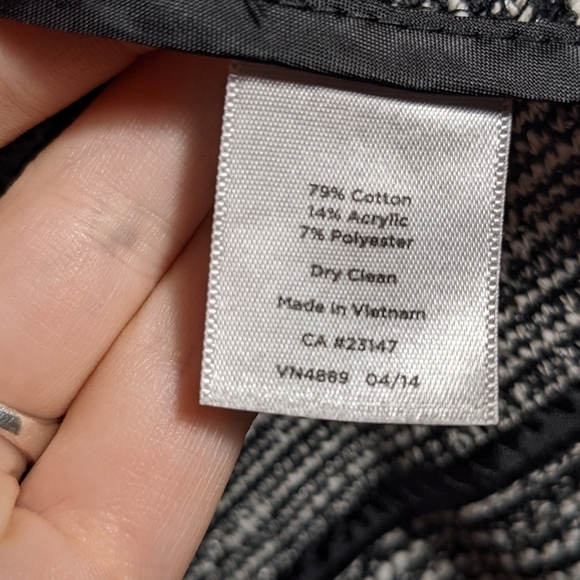 79% Cotton
14% Acrylic
7% Polyester
Dry Clean
Made in Vietnam
CA #23147
VN4889 04/14